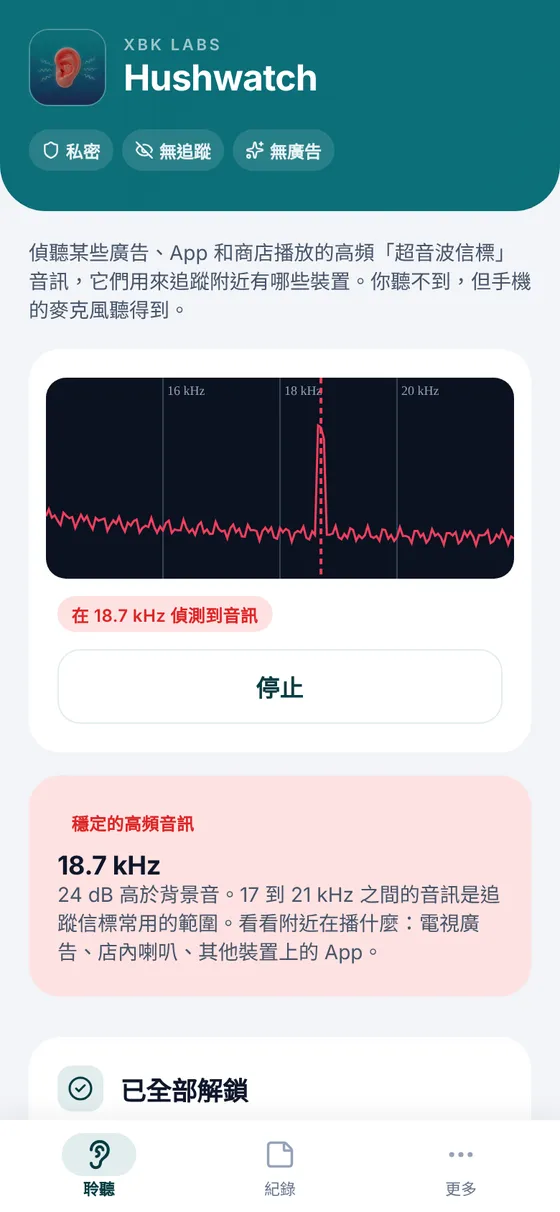 XBK LABS
Hushwatch
私密
無追蹤
無廣告
偵聽某些廣告、App 和商店播放的高頻「超音波信標」
音訊，它們用來追蹤附近有哪些裝置。你聽不到，但手機
的麥克風聽得到。
16 kHz
18 kHz
20 kHz
在 18.7 kHz 偵測到音訊
停止
穩定的高頻音訊
18.7 kHz
24 dB 高於背景音。17 到 21 kHz 之間的音訊是追
蹤信標常用的範圍。看看附近在播什麼：電視廣
告、店內喇叭、其他裝置上的 App。
已全部解鎖
聆聽
紀錄
更多